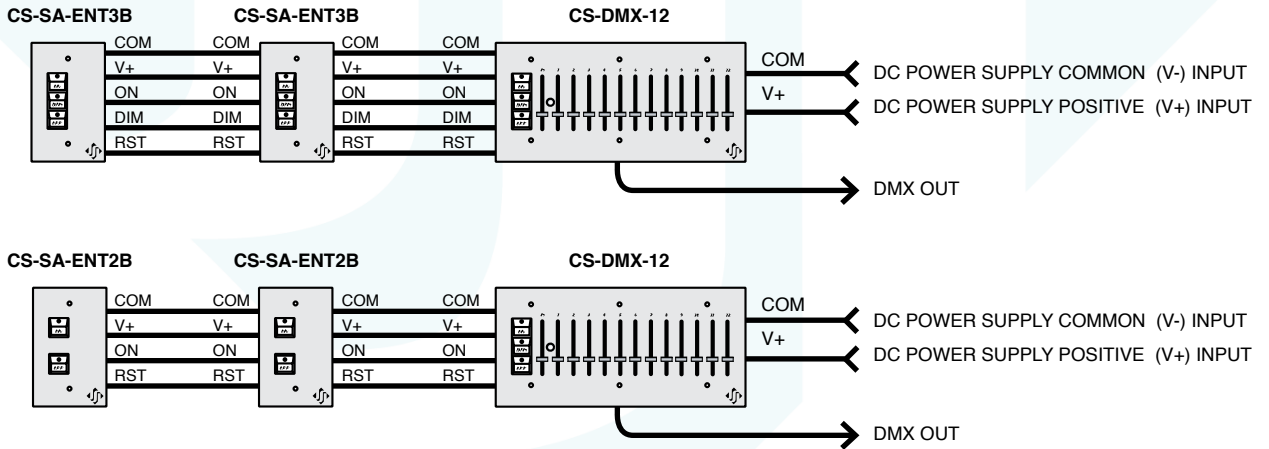 CS-SA-ENT3B CS-SA-ENT3B CS-DMX-12
COM COM COM COM COM
V+ V+ V+ V+ V+
ON ON ON ON
DIM DIM DIM DIM
RST RST RST RST
DC POWER SUPPLY COMMON (V-) INPUT
DC POWER SUPPLY POSITIVE (V+) INPUT
DMX OUT
CS-SA-ENT2B CS-SA-ENT2B CS-DMX-12
COM COM COM COM COM
V+ V+ V+ V+ V+
ON ON ON ON
RST RST RST RST
DC POWER SUPPLY COMMON (V-) INPUT
DC POWER SUPPLY POSITIVE (V+) INPUT
DMX OUT